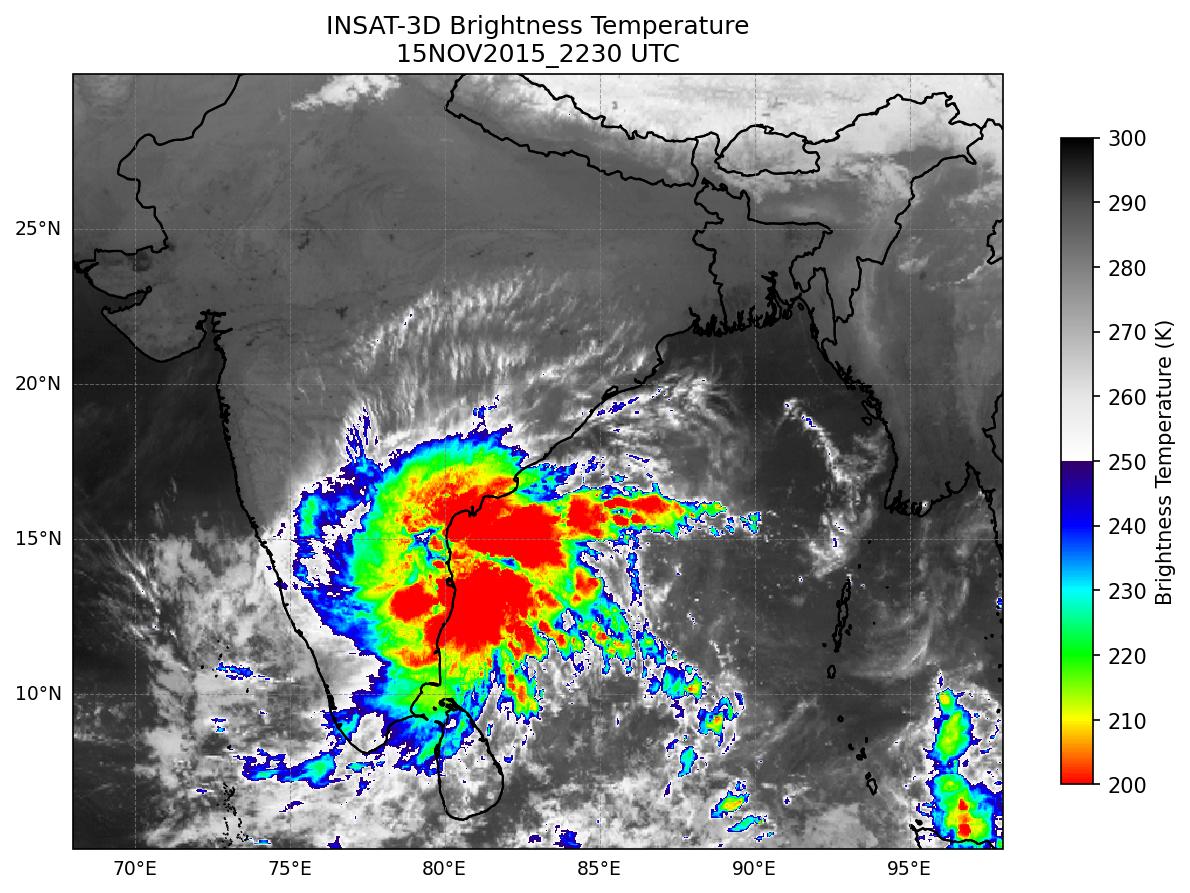 INSAT-3D Brightness Temperature
15NOV2015_2230 UTC
25°N
20°N
15°N
10°N
70°E
75°E
80°E
85°E
90°E
95°E
300
290
280
270
260
250
240
230
220
210
200
Brightness Temperature (K)